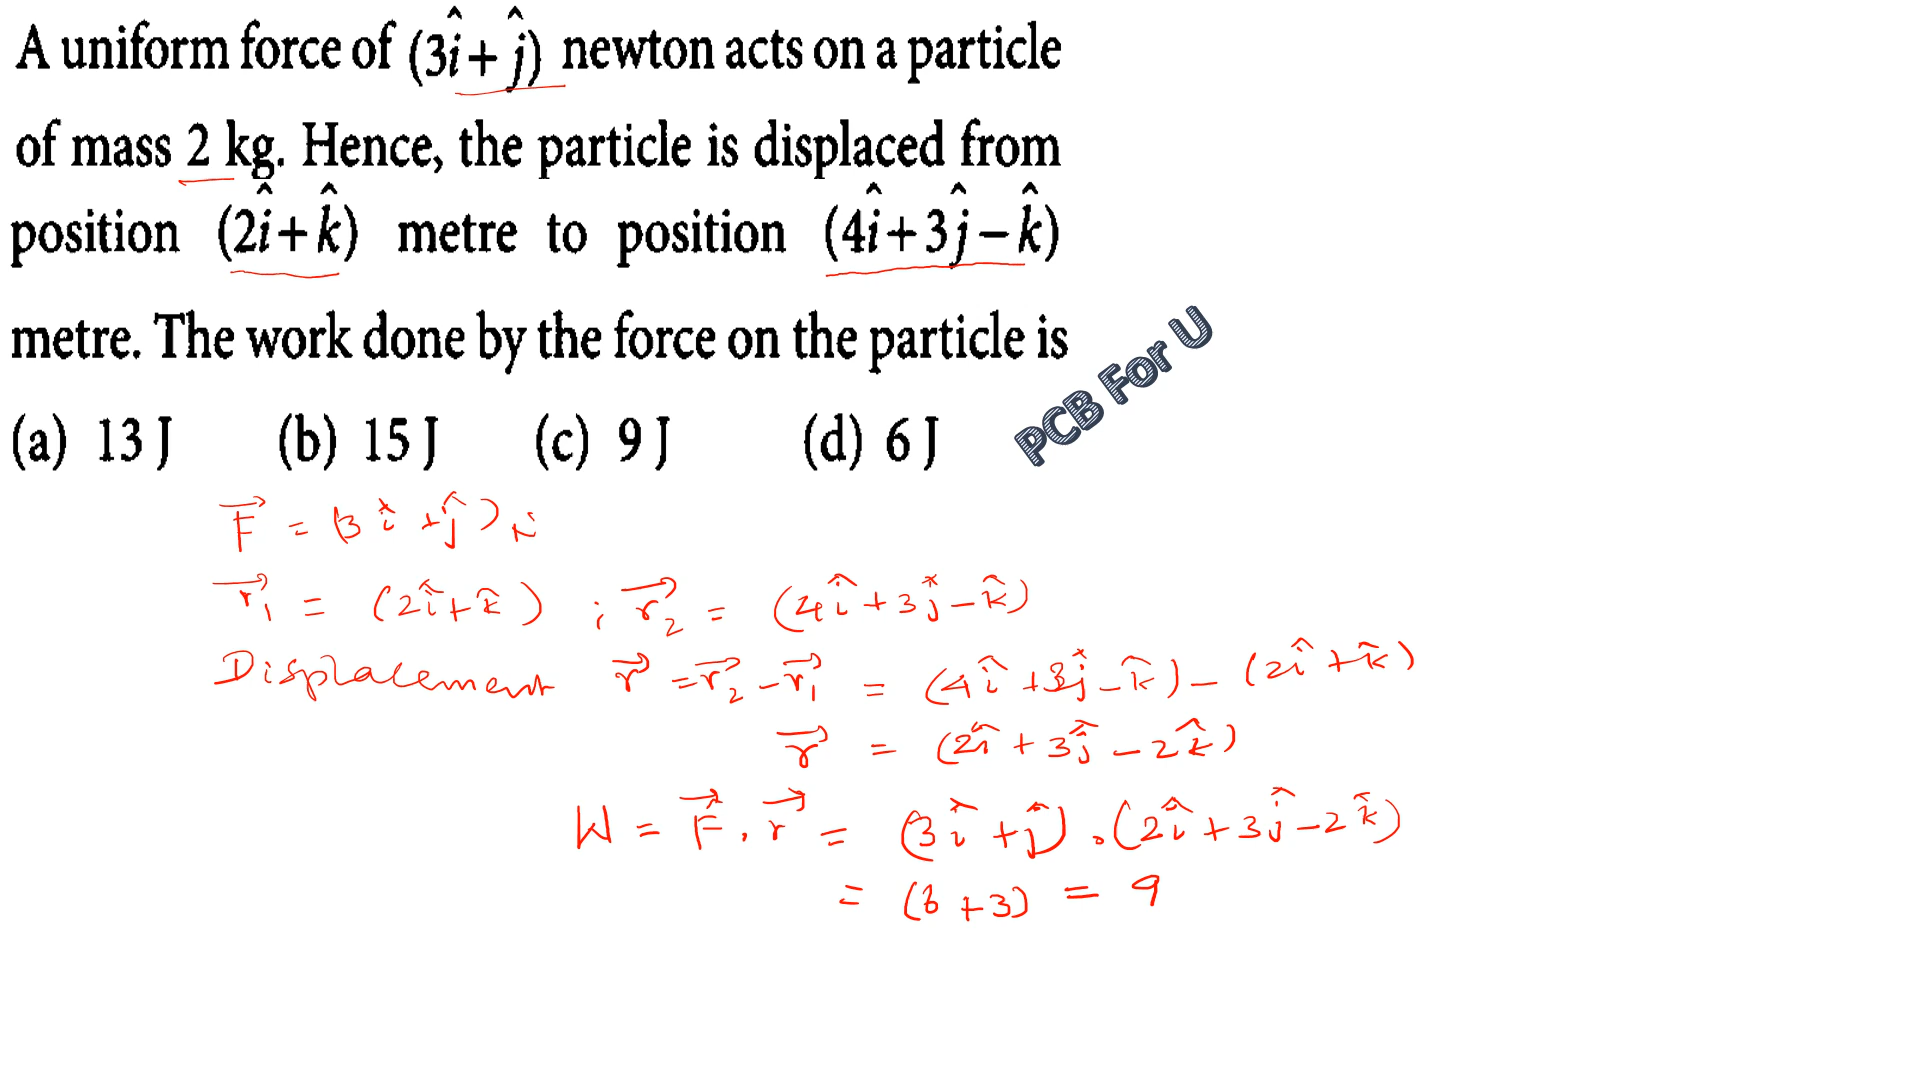 A uniform force of (3î + ĵ) newton acts on a particle
of mass 2 kg. Hence, the particle is displaced from
position (2î + k̂) metre to position (4î + 3ĵ − k̂)
metre. The work done by the force on the particle is
(a) 13 J (b) 15 J (c) 9 J (d) 6 J
PCB For U
F⃗ = (3î + ĵ) N
r⃗₁ = (2î + k̂) ; r⃗₂ = (4î + 3ĵ − k̂)
Displacement r⃗ = r⃗₂ − r⃗₁ = (4î + 3ĵ − k̂) − (2î + k̂)
r⃗ = (2î + 3ĵ − 2k̂)
W = F⃗ . r⃗ = (3î + ĵ) . (2î + 3ĵ − 2k̂)
= (6 + 3) = 9